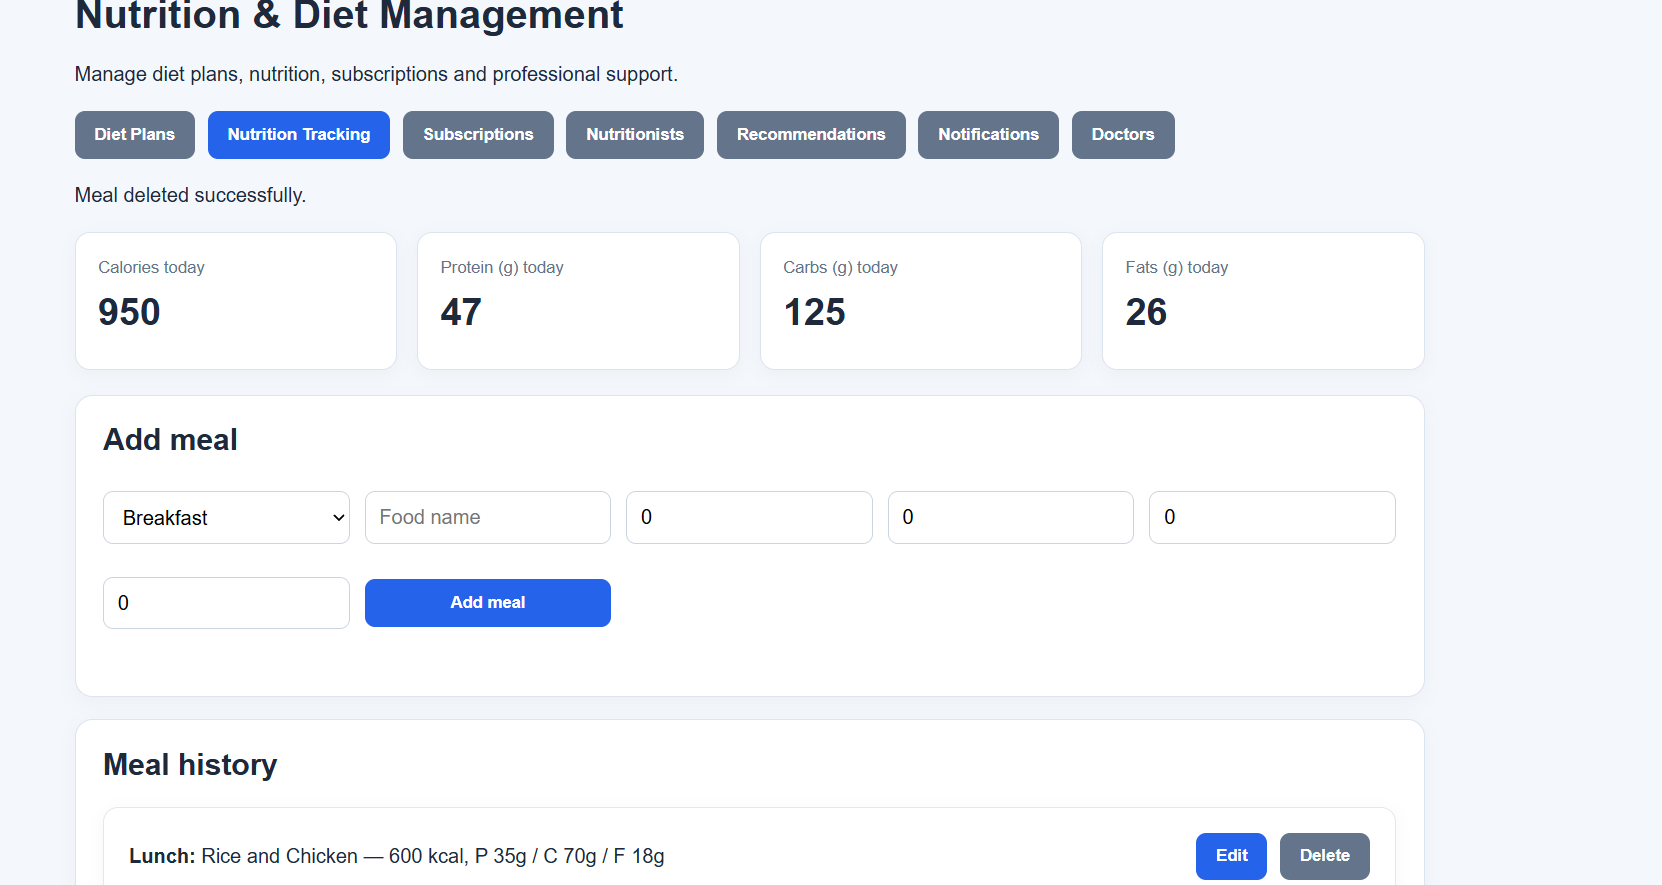 Nutrition & Diet Management
Manage diet plans, nutrition, subscriptions and professional support.
Diet Plans Nutrition Tracking Subscriptions Nutritionists Recommendations Notifications Doctors
Meal deleted successfully.
Calories today Protein (g) today Carbs (g) today Fats (g) today
950 47 125 26
Add meal
Breakfast Food name 0 0 0
0 Add meal
Meal history
Lunch: Rice and Chicken — 600 kcal, P 35g / C 70g / F 18g Edit Delete